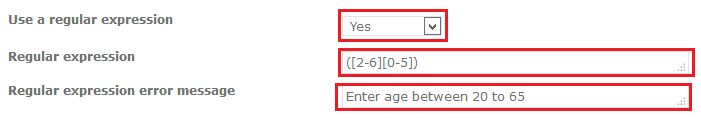 Use a regular expression Yes
Regular expression ([2-6][0-5])
Regular expression error message Enter age between 20 to 65